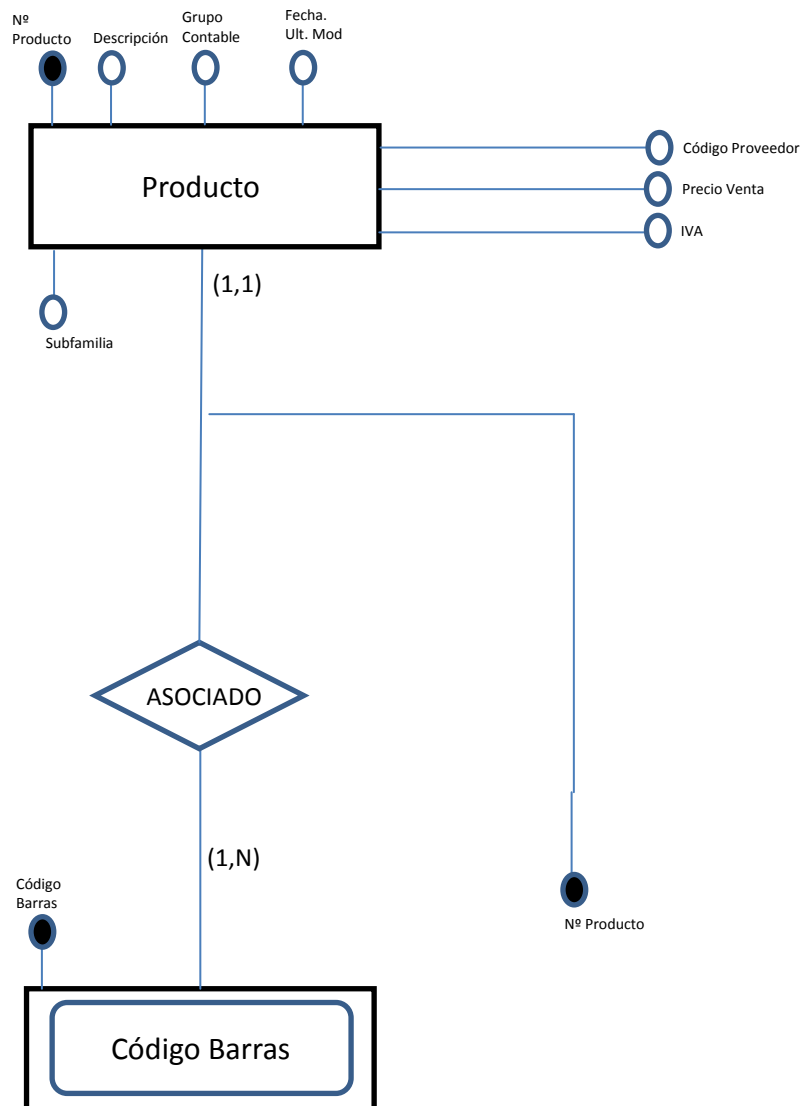 Nº
Producto
Descripción
Grupo
Contable
Fecha.
Ult. Mod
Código Proveedor
Producto
Precio Venta
IVA
(1,1)
Subfamilia
ASOCIADO
(1,N)
Código
Barras
Nº Producto
Código Barras